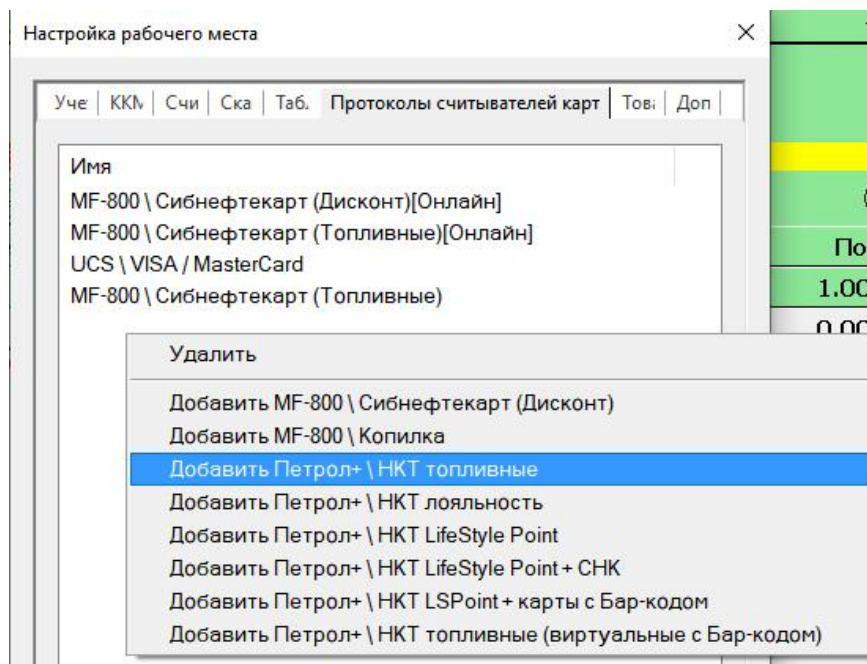 Настройка рабочего места
Уче ККМ Счи Ска Таб. Протоколы считывателей карт Това Доп
Имя
MF-800 \ Сибнефтекарт (Дисконт)[Онлайн]
MF-800 \ Сибнефтекарт (Топливные)[Онлайн]
UCS \ VISA / MasterCard
MF-800 \ Сибнефтекарт (Топливные)
По
1.00
0.00
Удалить
Добавить MF-800 \ Сибнефтекарт (Дисконт)
Добавить MF-800 \ Копилка
Добавить Петрол+ \ НКТ топливные
Добавить Петрол+ \ НКТ лояльность
Добавить Петрол+ \ НКТ LifeStyle Point
Добавить Петрол+ \ НКТ LifeStyle Point + СНК
Добавить Петрол+ \ НКТ LSPoint + карты с Бар-кодом
Добавить Петрол+ \ НКТ топливные (виртуальные с Бар-кодом)